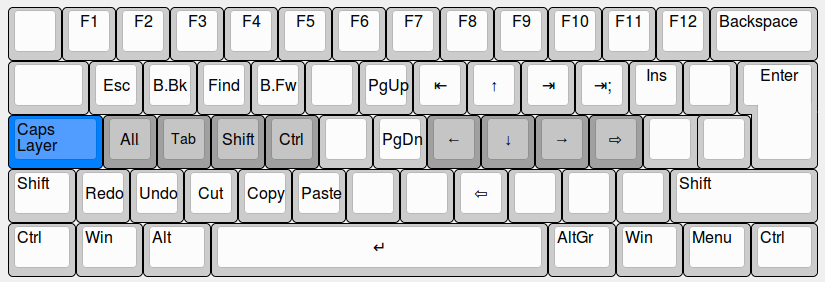 F1 F2 F3 F4 F5 F6 F7 F8 F9 F10 F11 F12 Backspace
Esc B.Bk Find B.Fw PgUp ⇤ ↑ ⇥ ⇥; Ins Enter
Caps
Layer
All Tab Shift Ctrl PgDn ← ↓ → ⇨
Shift Redo Undo Cut Copy Paste ⇦ Shift
Ctrl Win Alt ↵ AltGr Win Menu Ctrl